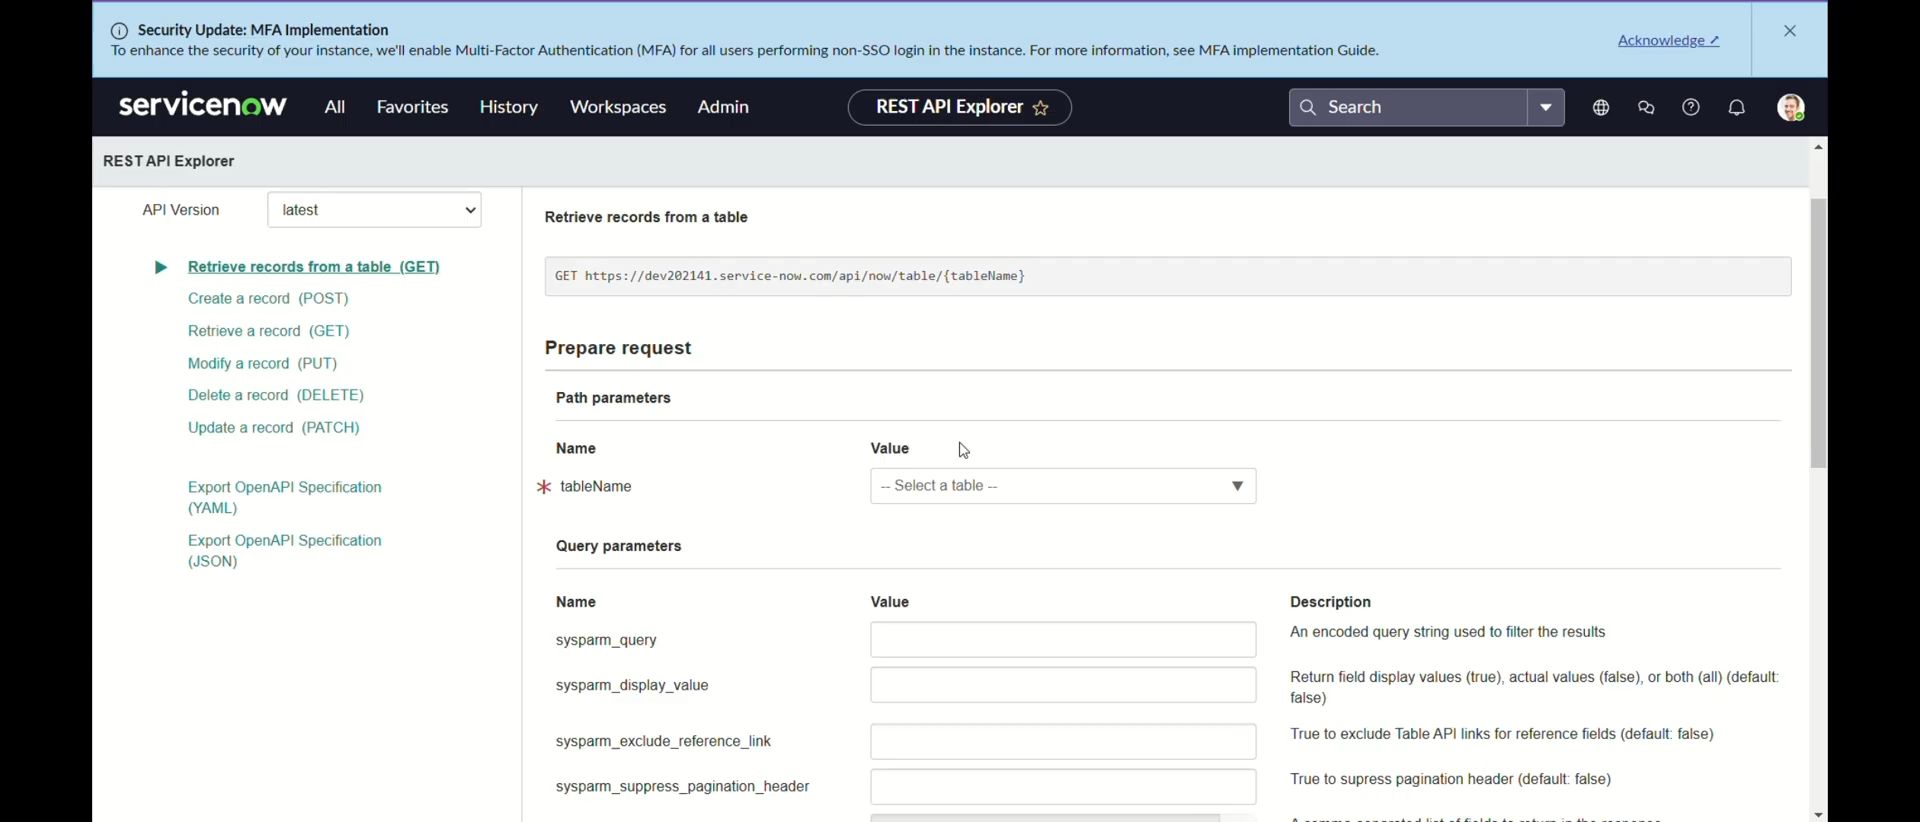 Security Update: MFA Implementation
To enhance the security of your instance, we'll enable Multi-Factor Authentication (MFA) for all users performing non-SSO login in the instance. For more information, see MFA implementation Guide.
Acknowledge ↗
servicenow All Favorites History Workspaces Admin REST API Explorer Search
REST API Explorer
API Version latest
Retrieve records from a table (GET)
Create a record (POST)
Retrieve a record (GET)
Modify a record (PUT)
Delete a record (DELETE)
Update a record (PATCH)
Export OpenAPI Specification
(YAML)
Export OpenAPI Specification
(JSON)
Retrieve records from a table
GET https://dev202141.service-now.com/api/now/table/{tableName}
Prepare request
Path parameters
Name Value
* tableName -- Select a table --
Query parameters
Name Value Description
sysparm_query An encoded query string used to filter the results
sysparm_display_value Return field display values (true), actual values (false), or both (all) (default:
false)
sysparm_exclude_reference_link True to exclude Table API links for reference fields (default: false)
sysparm_suppress_pagination_header True to supress pagination header (default: false)